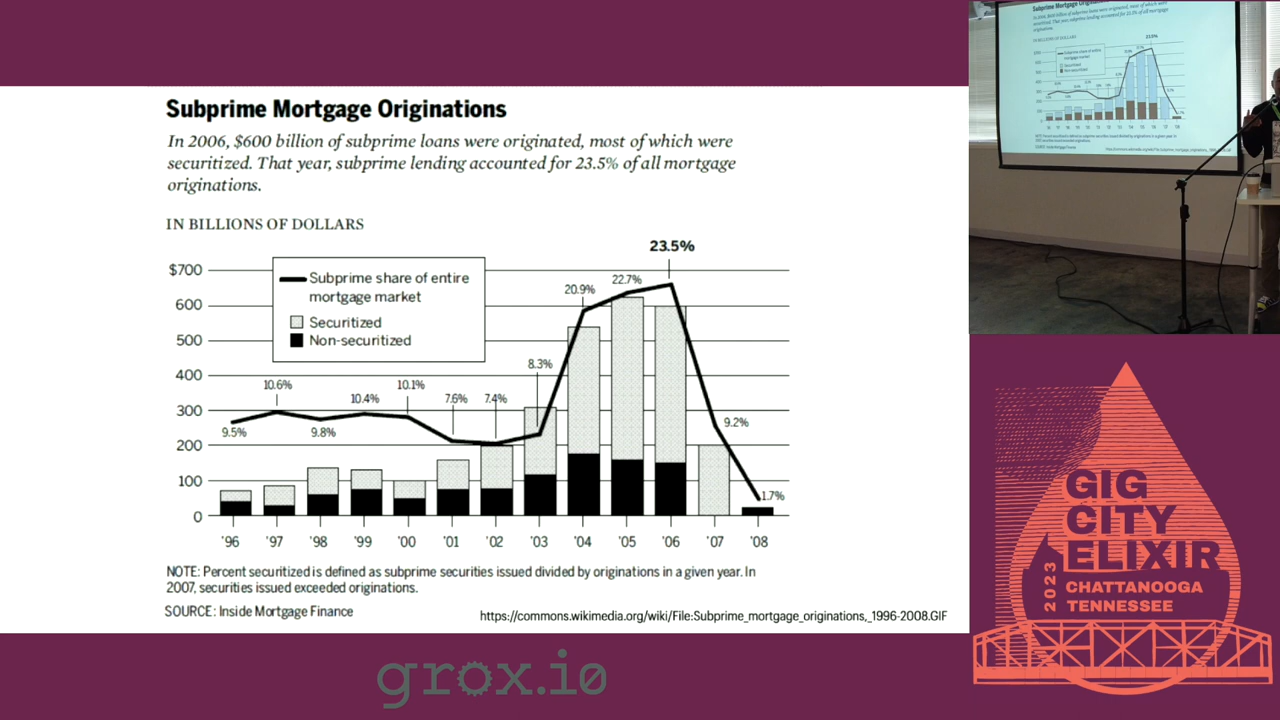 Subprime Mortgage Originations
In 2006, $600 billion of subprime loans were originated, most of which were
securitized. That year, subprime lending accounted for 23.5% of all mortgage
originations.
IN BILLIONS OF DOLLARS
23.5%
$700
600
500
400
300
200
100
0
Subprime share of entire
mortgage market
Securitized
Non-securitized
9.5%
10.6%
9.8%
10.4%
10.1%
7.6%
7.4%
8.3%
20.9%
22.7%
9.2%
1.7%
'96 '97 '98 '99 '00 '01 '02 '03 '04 '05 '06 '07 '08
NOTE: Percent securitized is defined as subprime securities issued divided by originations in a given year. In
2007, securities issued exceeded originations.
SOURCE: Inside Mortgage Finance
https://commons.wikimedia.org/wiki/File:Subprime_mortgage_originations,_1996-2008.GIF
grox.io
GIG
CITY
ELIXIR
2023
CHATTANOOGA
TENNESSEE